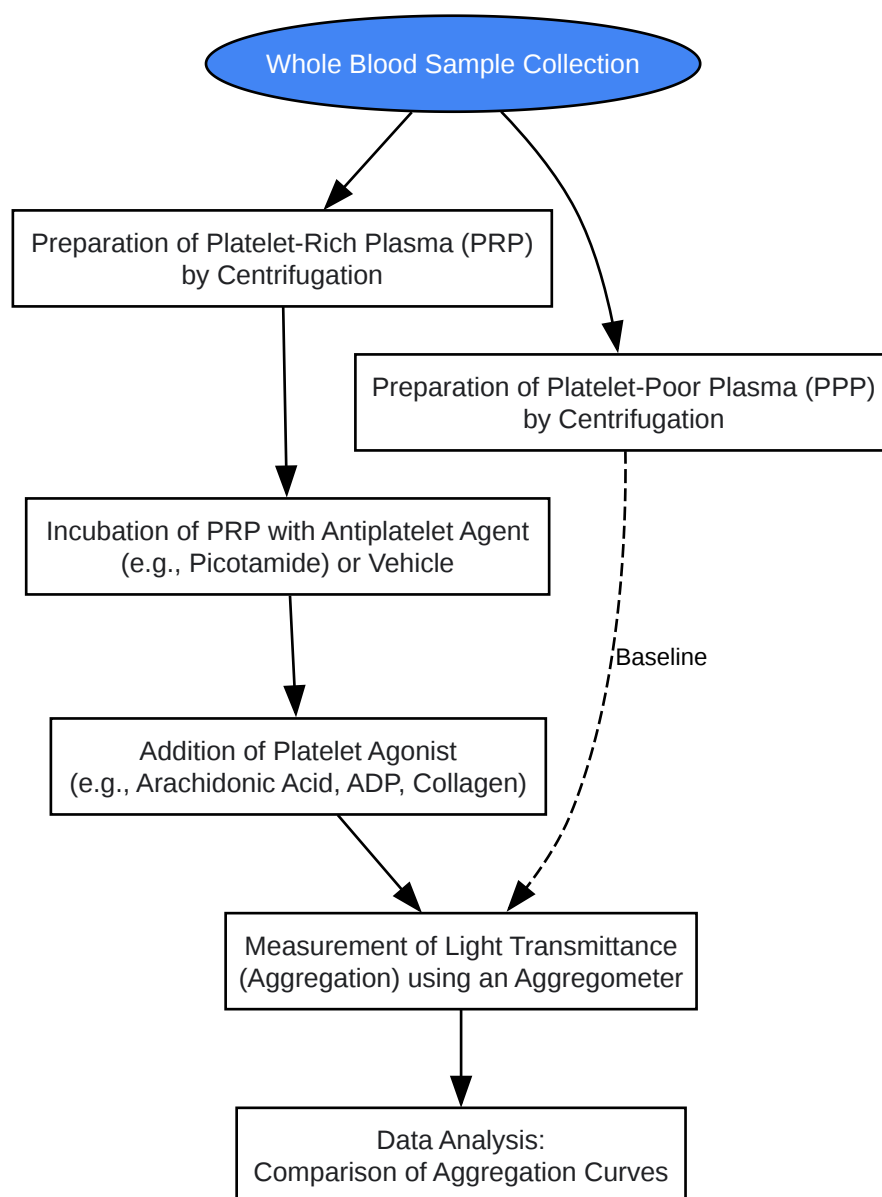 Whole Blood Sample Collection
Preparation of Platelet-Rich Plasma (PRP)
by Centrifugation
Preparation of Platelet-Poor Plasma (PPP)
by Centrifugation
Incubation of PRP with Antiplatelet Agent
(e.g., Picotamide) or Vehicle
Baseline
Addition of Platelet Agonist
(e.g., Arachidonic Acid, ADP, Collagen)
Measurement of Light Transmittance
(Aggregation) using an Aggregometer
Data Analysis:
Comparison of Aggregation Curves